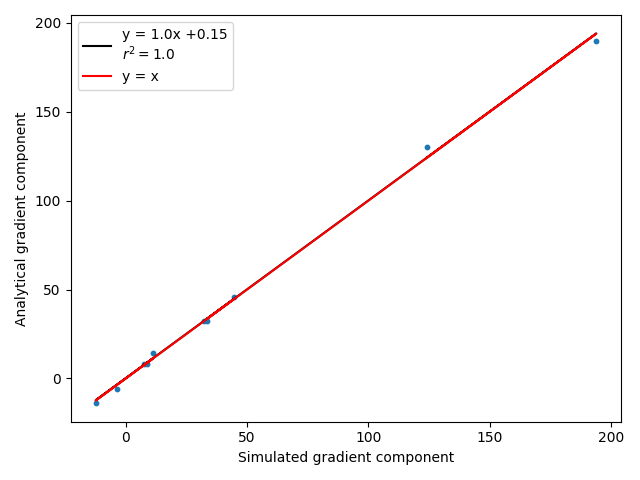 y = 1.0x +0.15
r² = 1.0
y = x
200
150
100
50
0
Analytical gradient component
0
50
100
150
200
Simulated gradient component